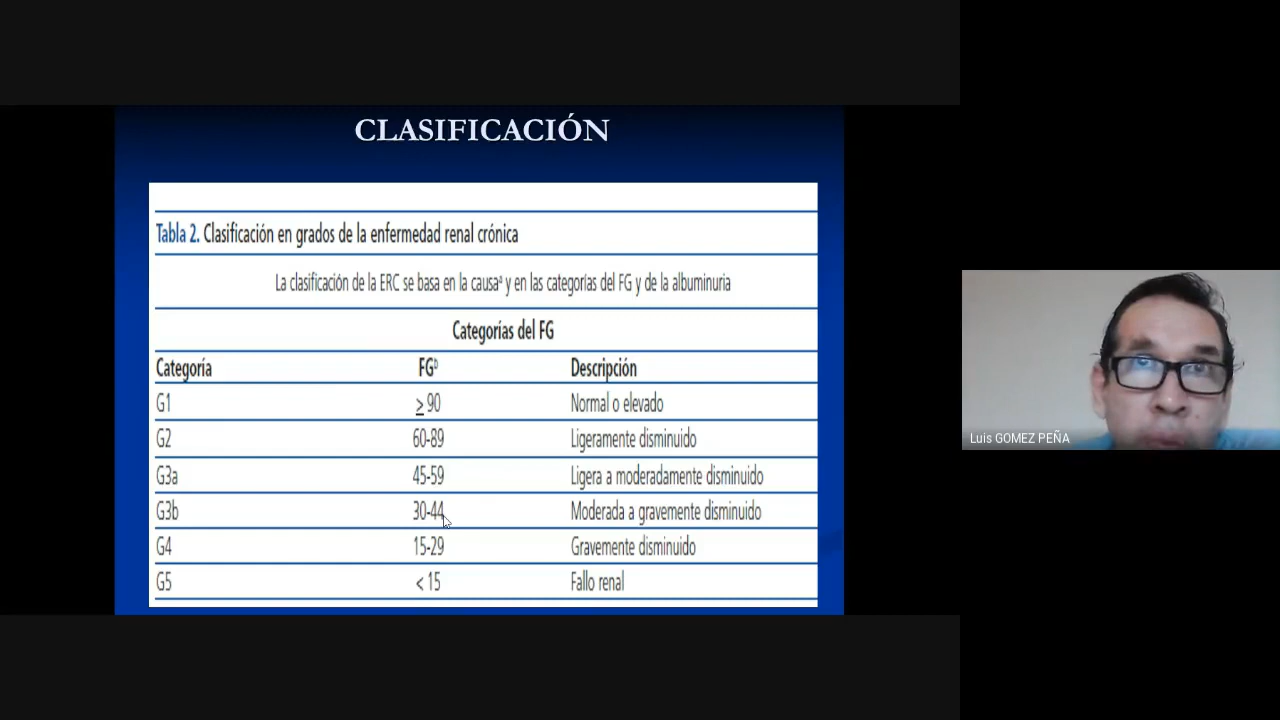 CLASIFICACIÓN
Tabla 2. Clasificación en grados de la enfermedad renal crónica
La clasificación de la ERC se basa en la causaª y en las categorías del FG y de la albuminuria
Categorías del FG
Categoría FGᵇ Descripción
G1 ≥ 90 Normal o elevado
G2 60-89 Ligeramente disminuido
G3a 45-59 Ligera a moderadamente disminuido
G3b 30-44 Moderada a gravemente disminuido
G4 15-29 Gravemente disminuido
G5 < 15 Fallo renal
Luis GOMEZ PEÑA